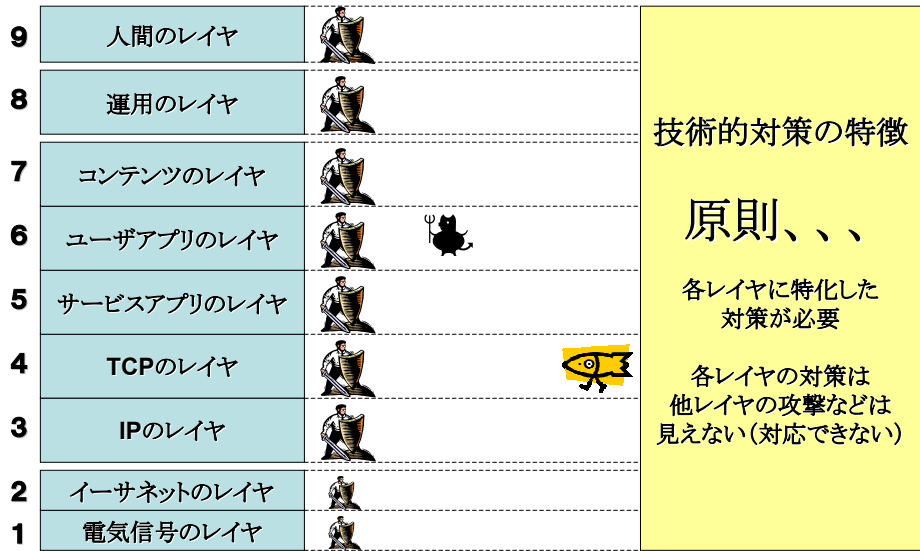 9 人間のレイヤ
8 運用のレイヤ
7 コンテンツのレイヤ
6 ユーザアプリのレイヤ
5 サービスアプリのレイヤ
4 TCPのレイヤ
3 IPのレイヤ
2 イーサネットのレイヤ
1 電気信号のレイヤ
技術的対策の特徴
原則、、、
各レイヤに特化した
対策が必要
各レイヤの対策は
他レイヤの攻撃などは
見えない(対応できない)